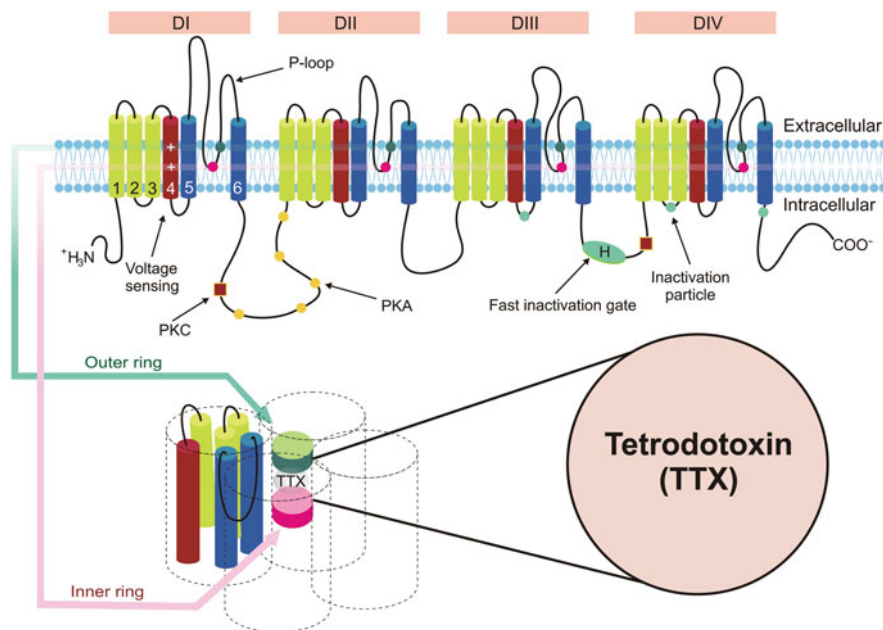 DI
DII
DIII
DIV
P-loop
Extracellular
+
+
1 2 3 4 5 6
Intracellular
⁺H₃N
Voltage
sensing
PKC
PKA
H
Fast inactivation gate
Inactivation
particle
COO⁻
Outer ring
TTX
Inner ring
Tetrodotoxin
(TTX)